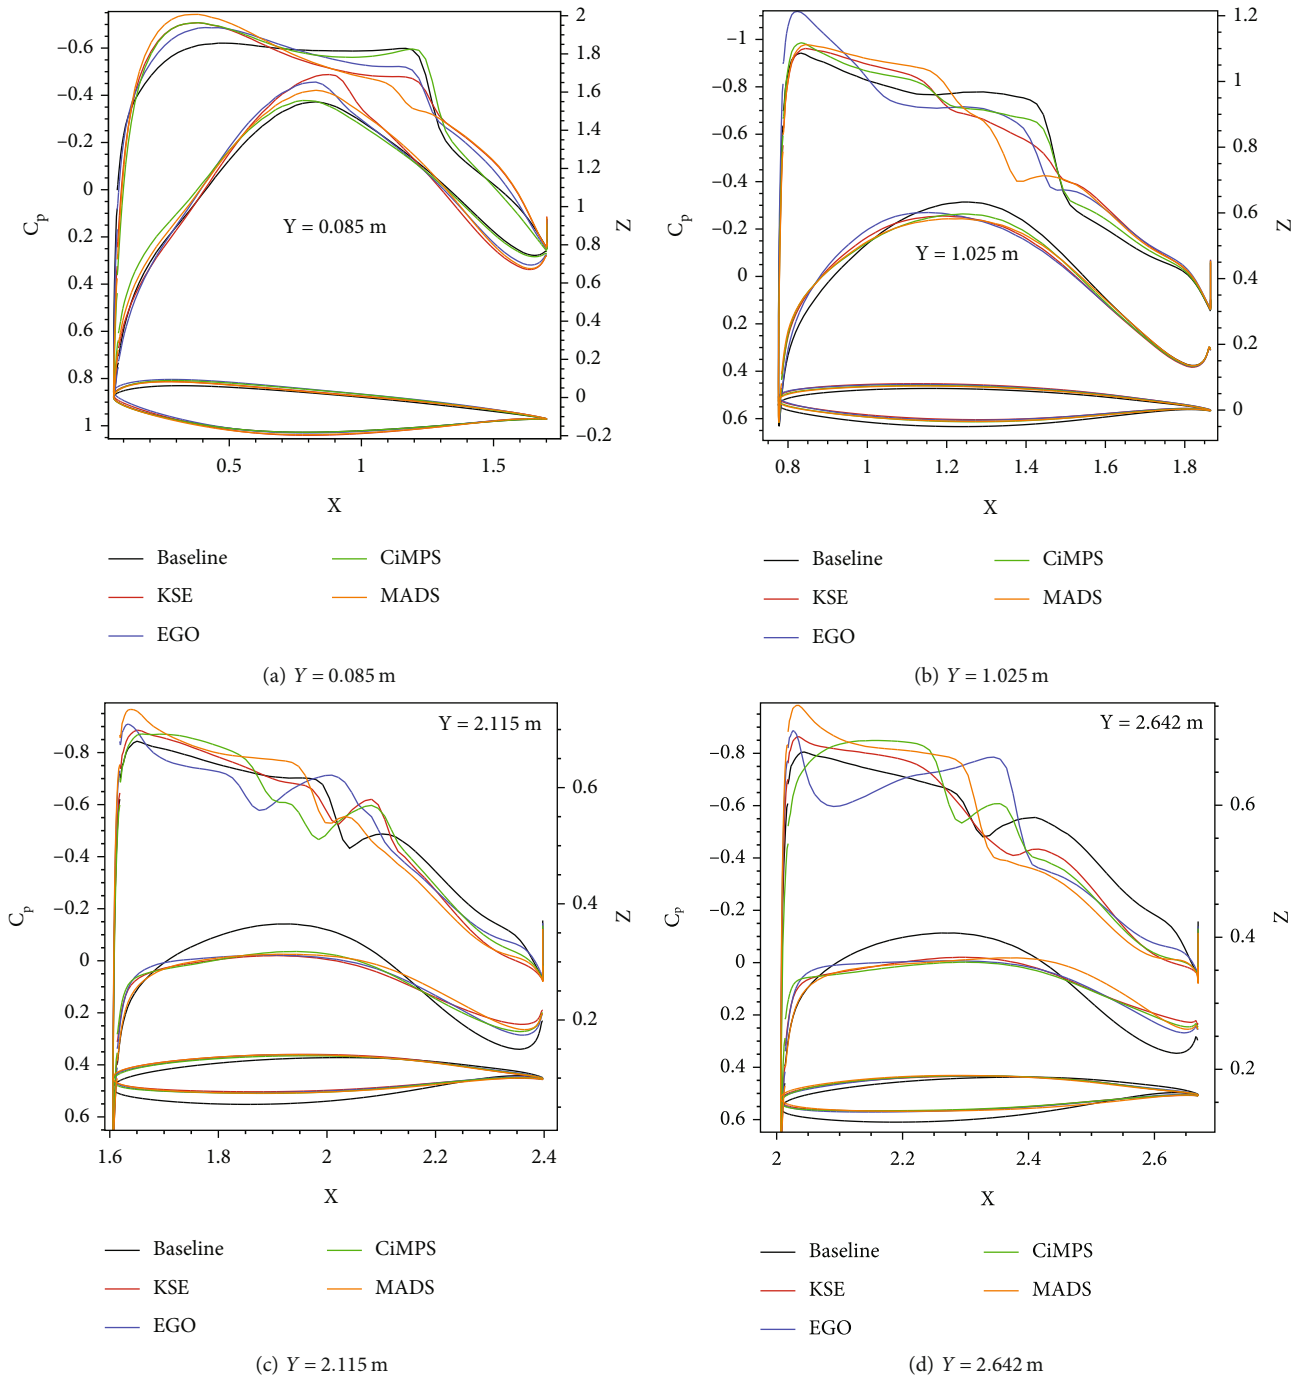 −0.6
−0.4
−0.2
0
0.2
0.4
0.6
0.8
1
C_p
2
1.8
1.6
1.4
1.2
1
0.8
0.6
0.4
0.2
0
−0.2
Z
Y = 0.085 m
0.5
1
1.5
X
Baseline
CiMPS
KSE
MADS
EGO
(a) Y = 0.085 m
−1
−0.8
−0.6
−0.4
−0.2
0
0.2
0.4
0.6
C_p
1.2
1
0.8
0.6
0.4
0.2
0
Z
Y = 1.025 m
0.8
1
1.2
1.4
1.6
1.8
X
Baseline
CiMPS
KSE
MADS
EGO
(b) Y = 1.025 m
Y = 2.115 m
−0.8
−0.6
−0.4
−0.2
0
0.2
0.4
0.6
C_p
0.6
0.4
0.2
Z
1.6
1.8
2
2.2
2.4
X
Baseline
CiMPS
KSE
MADS
EGO
(c) Y = 2.115 m
Y = 2.642 m
−0.8
−0.6
−0.4
−0.2
0
0.2
0.4
0.6
C_p
0.6
0.4
0.2
Z
2
2.2
2.4
2.6
X
Baseline
CiMPS
KSE
MADS
EGO
(d) Y = 2.642 m